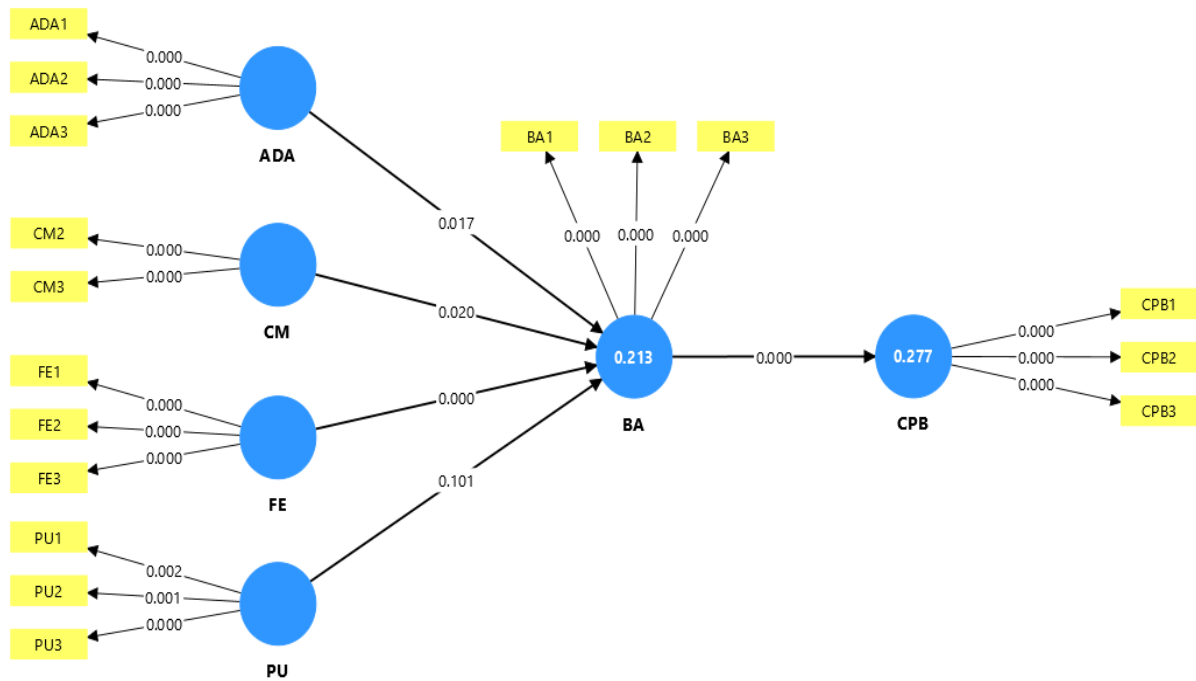 ADA1
ADA2
ADA3
0.000
0.000
0.000
ADA
CM2
CM3
0.000
0.000
CM
FE1
FE2
FE3
0.000
0.000
0.000
FE
PU1
PU2
PU3
0.002
0.001
0.000
PU
0.017
0.020
0.000
0.101
BA1
BA2
BA3
0.000
0.000
0.000
0.213
BA
0.000
0.277
CPB
0.000
0.000
0.000
CPB1
CPB2
CPB3